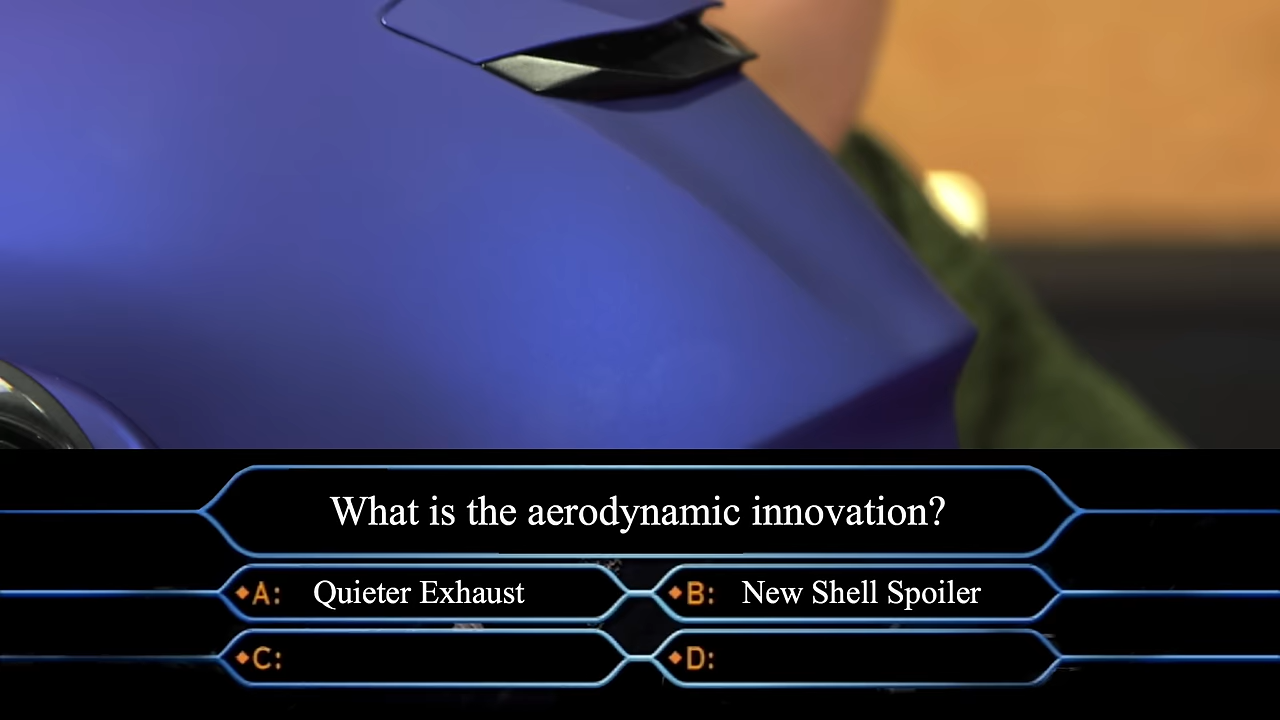 What is the aerodynamic innovation?
A: Quieter Exhaust
B: New Shell Spoiler
C:
D: